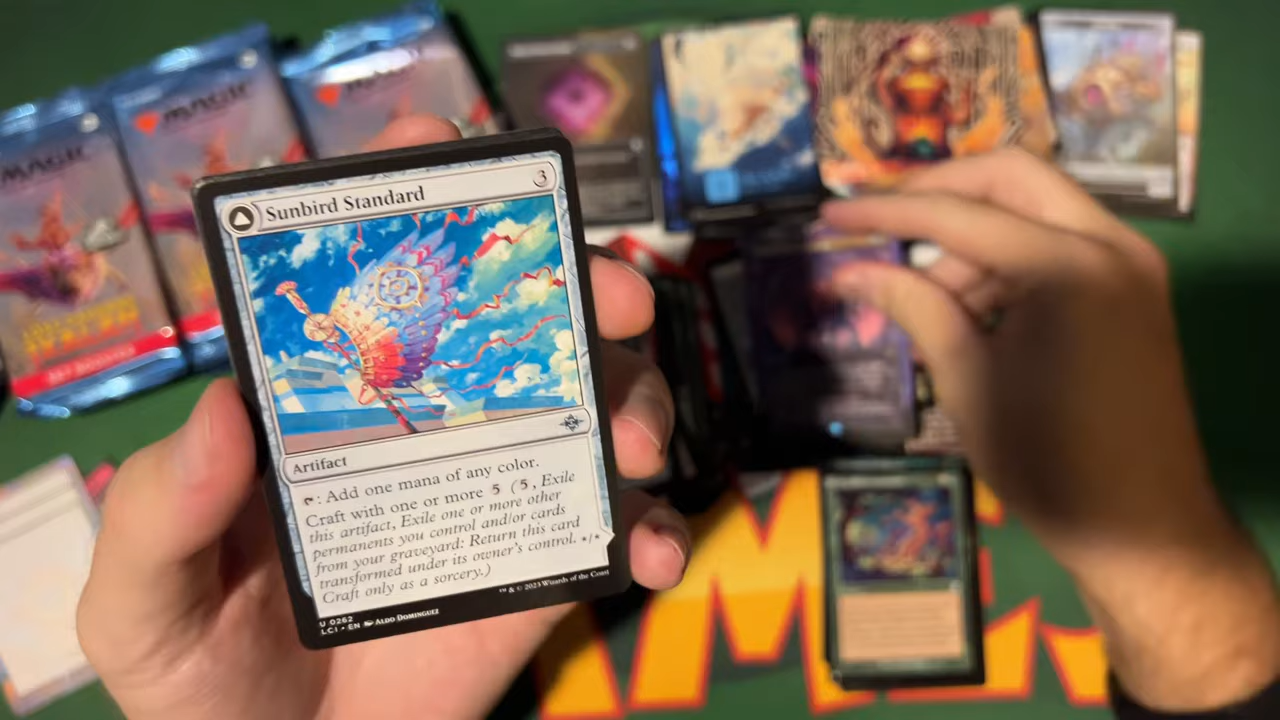 MAGIC
MAGIC
MAGIC
Sunbird Standard
3
Artifact
: Add one mana of any color.
Craft with one or more 5 (5, Exile
this artifact, Exile one or more other
permanents you control and/or cards
from your graveyard: Return this card
transformed under its owner's control.
Craft only as a sorcery.)
*/*
U 0262
LCI • EN ALDO DOMINGUEZ
™ & © 2023 Wizards of the Coast